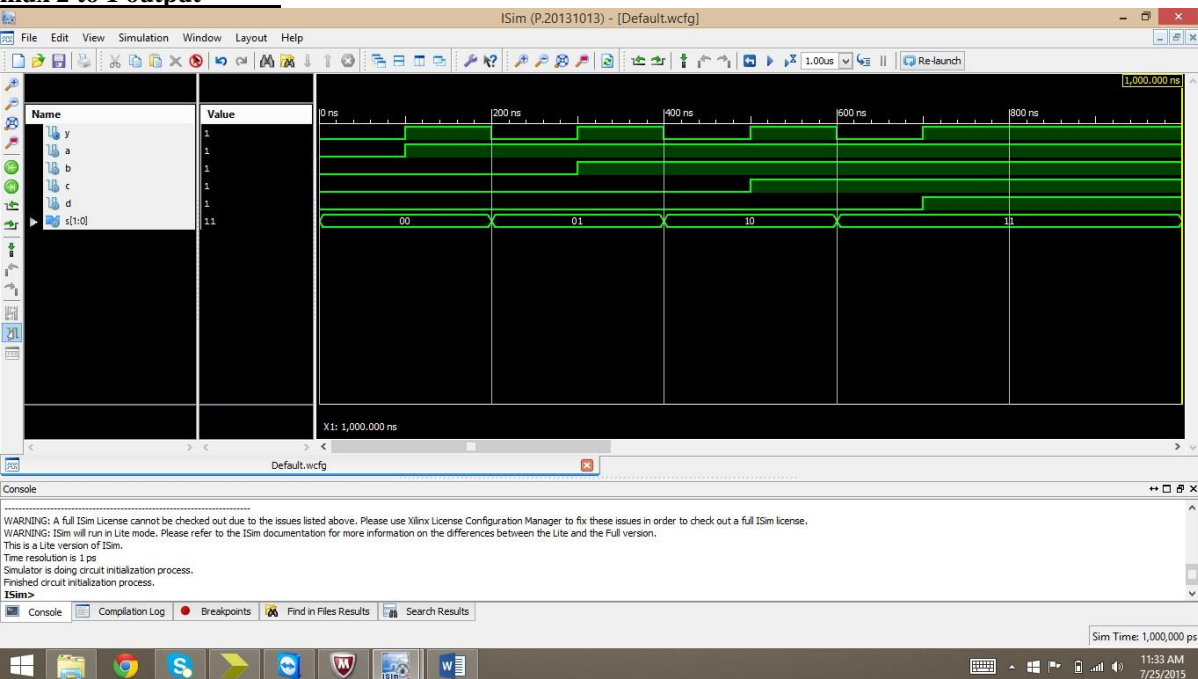 mux 2 to 1 output
ISim (P.20131013) - [Default.wcfg]
File Edit View Simulation Window Layout Help
1.00us Re-launch
1,000.000 ns
Name Value 0 ns 200 ns 400 ns 600 ns 800 ns
y 1
a 1
b 1
c 1
d 1
s[1:0] 11 00 01 10 11
X1: 1,000.000 ns
Default.wcfg
Console
WARNING: A full ISim License cannot be checked out due to the issues listed above. Please use Xilinx License Configuration Manager to fix these issues in order to check out a full ISim license.
WARNING: ISim will run in Lite mode. Please refer to the ISim documentation for more information on the differences between the Lite and the Full version.
This is a Lite version of ISim.
Time resolution is 1 ps
Simulator is doing circuit initialization process.
Finished circuit initialization process.
ISim>
Console Compilation Log Breakpoints Find in Files Results Search Results
Sim Time: 1,000,000 ps
11:33 AM
7/25/2015